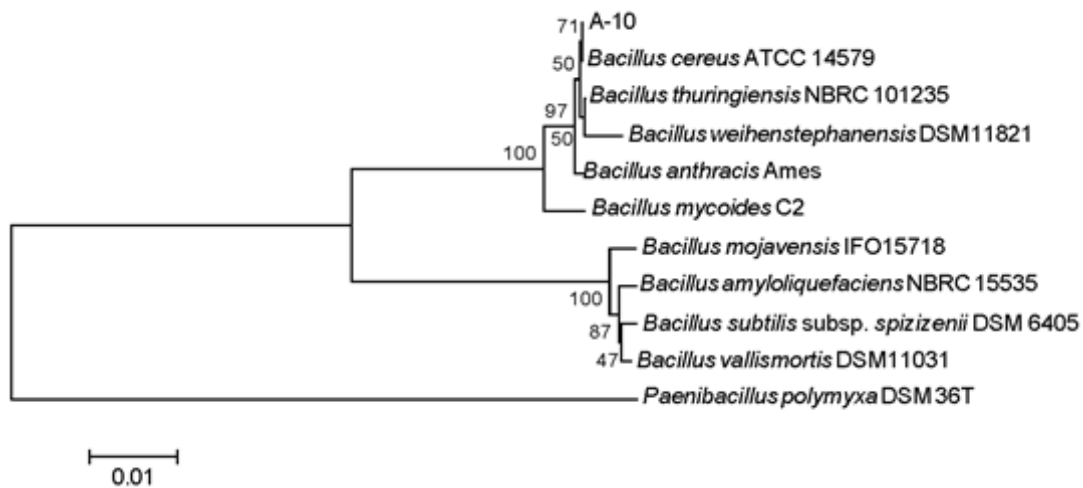 71 A-10
50 Bacillus cereus ATCC 14579
Bacillus thuringiensis NBRC 101235
97
50 Bacillus weihenstephanensis DSM11821
100
Bacillus anthracis Ames
Bacillus mycoides C2
Bacillus mojavensis IFO15718
Bacillus amyloliquefaciens NBRC 15535
100
Bacillus subtilis subsp. spizizenii DSM 6405
87
47 Bacillus vallismortis DSM11031
Paenibacillus polymyxa DSM 36T
0.01